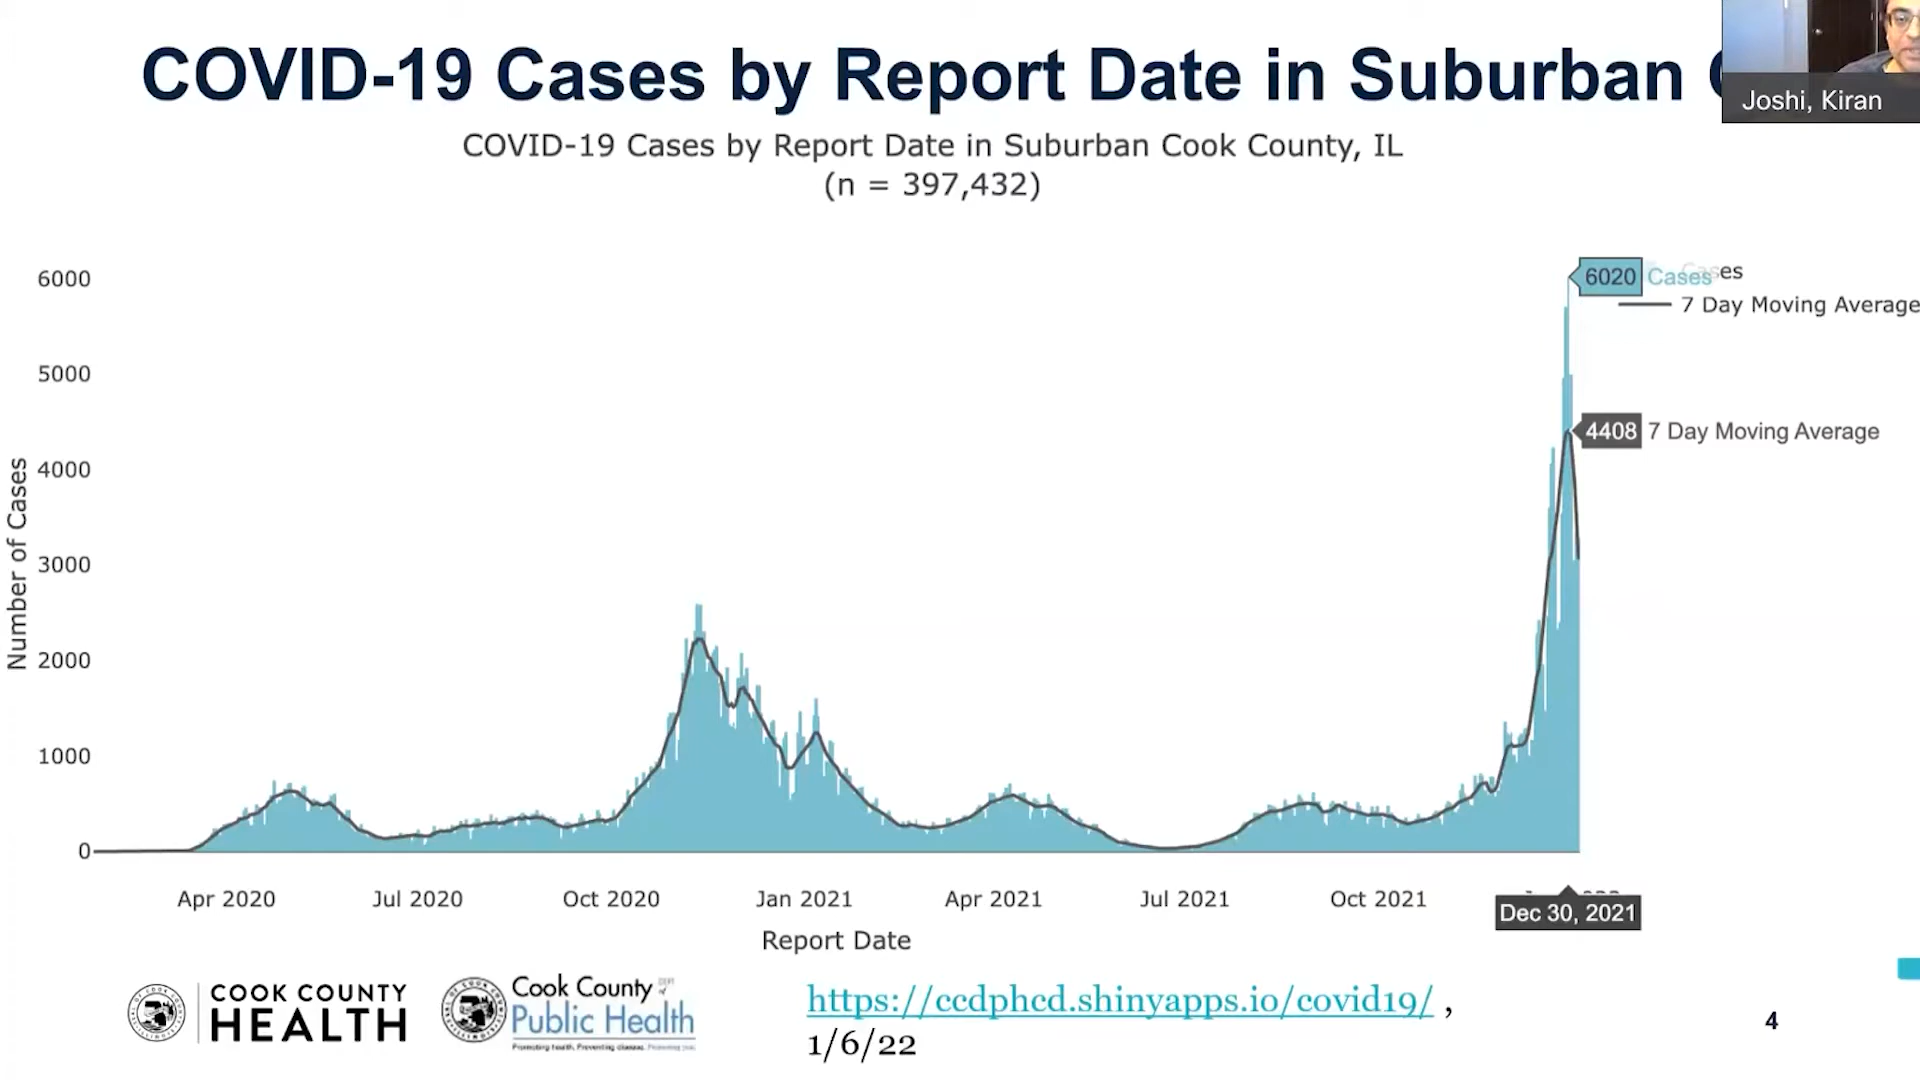 COVID-19 Cases by Report Date in Suburban
Joshi, Kiran
COVID-19 Cases by Report Date in Suburban Cook County, IL
(n = 397,432)
6000
5000
4000
3000
2000
1000
0
Number of Cases
6020 Cases
7 Day Moving Average
4408 7 Day Moving Average
Apr 2020
Jul 2020
Oct 2020
Jan 2021
Apr 2021
Jul 2021
Oct 2021
Dec 30, 2021
Report Date
COOK COUNTY
HEALTH
Cook County
Public Health
Promoting health. Preventing disease.
https://ccdphcd.shinyapps.io/covid19/ ,
1/6/22
4